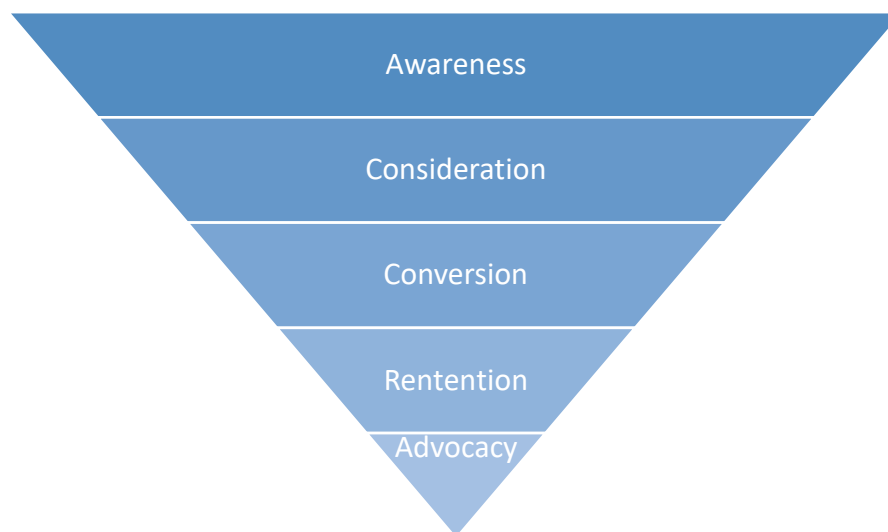 Awareness
Consideration
Conversion
Rentention
Advocacy